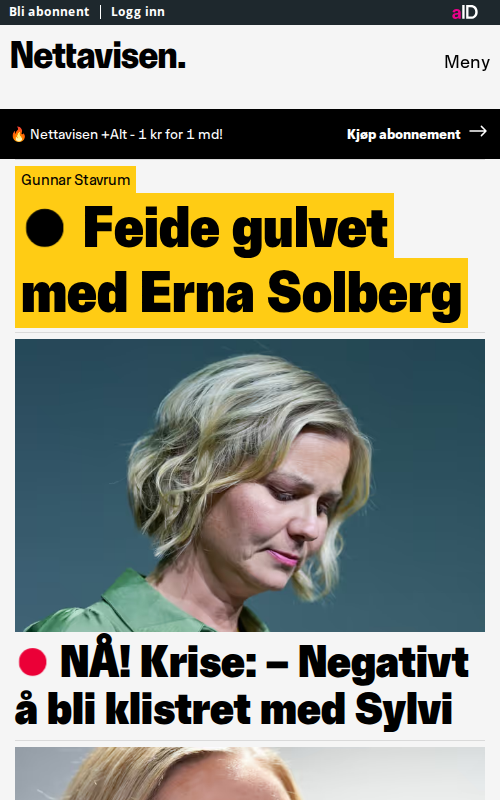 Bli abonnent | Logg inn
aID
Nettavisen.
Meny
🔥 Nettavisen +Alt - 1 kr for 1 md!
Kjøp abonnement →
Gunnar Stavrum
● Feide gulvet
med Erna Solberg
NÅ! Krise: – Negativt
å bli klistret med Sylvi